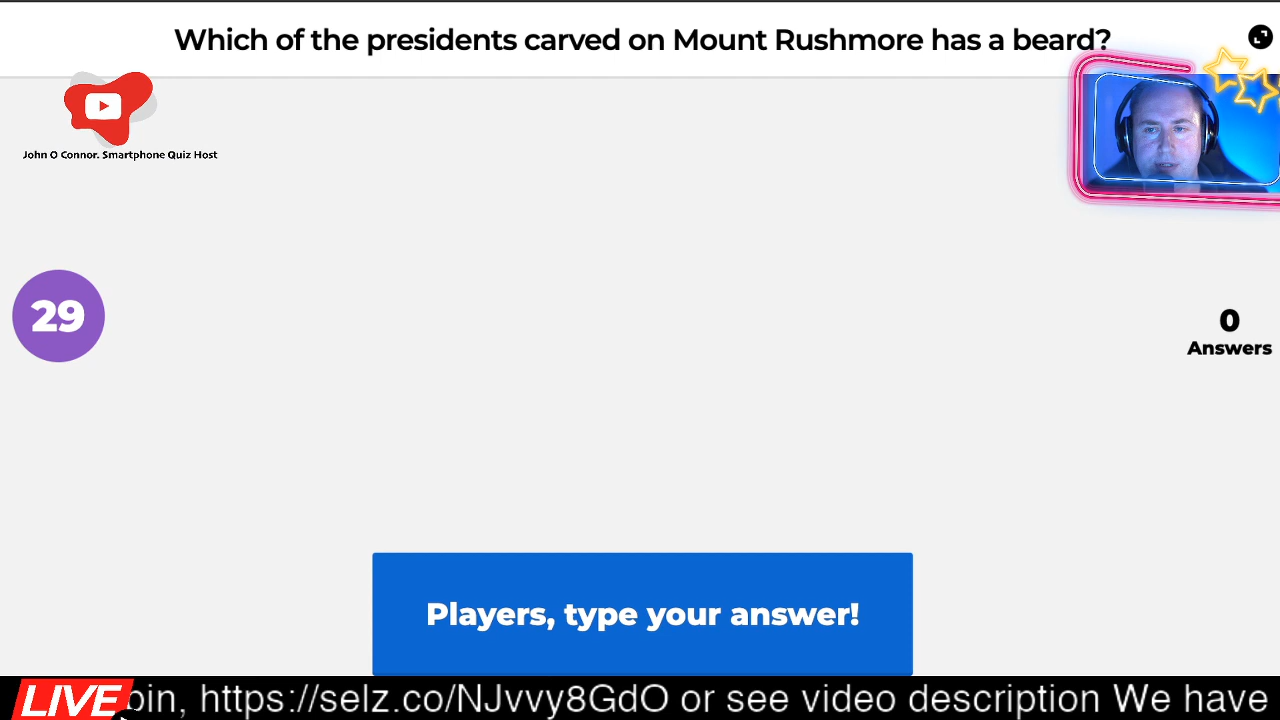 Which of the presidents carved on Mount Rushmore has a beard?
John O Connor. Smartphone Quiz Host
29
0
Answers
Players, type your answer!
LIVE oin, https://selz.co/NJvvy8GdO or see video description We have